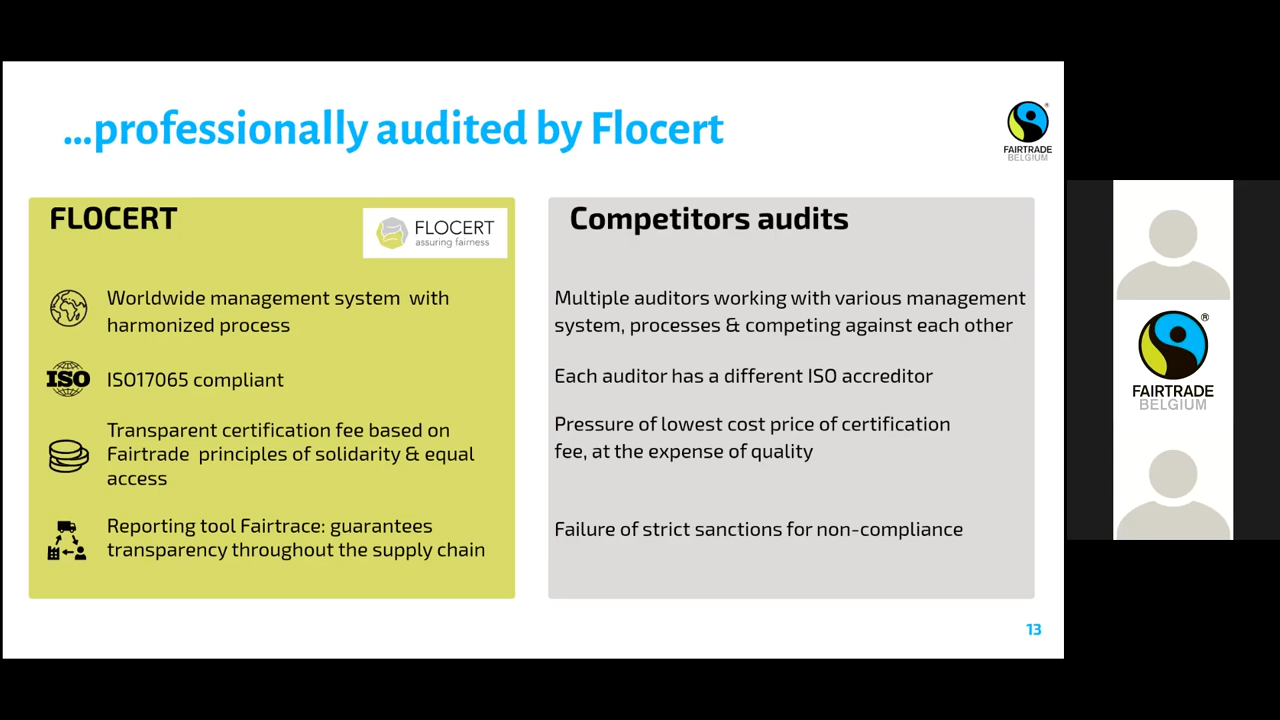 ...professionally audited by Flocert
®
FAIRTRADE
BELGIUM
FLOCERT
FLOCERT
assuring fairness
Worldwide management system with
harmonized process
ISO
ISO17065 compliant
Transparent certification fee based on
Fairtrade principles of solidarity & equal
access
Reporting tool Fairtrace: guarantees
transparency throughout the supply chain
Competitors audits
Multiple auditors working with various management
system, processes & competing against each other
Each auditor has a different ISO accreditor
Pressure of lowest cost price of certification
fee, at the expense of quality
Failure of strict sanctions for non-compliance
13
®
FAIRTRADE
BELGIUM